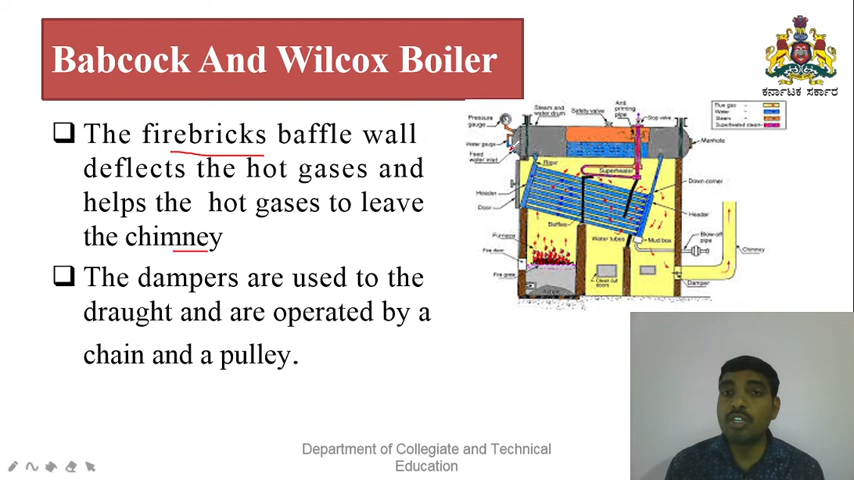 Babcock And Wilcox Boiler
ಕರ್ನಾಟಕ ಸರ್ಕಾರ
The firebricks baffle wall
deflects the hot gases and
helps the hot gases to leave
the chimney
The dampers are used to the
draught and are operated by a
chain and a pulley.
Pressure gauge
Steam and water drum
Safety valve
Anti priming pipe
Stop valve
Flue gas
Water
Steam
Superheated steam
Water gauge
Feed water inlet
Manhole
Riser
Superheater
Down-comer
Header
Door
Header
Baffles
Furnace
Water tubes
Mud box
Blow-off pipe
Chimney
Fire door
Fire grate
Clean out doors
Damper
Department of Collegiate and Technical
Education